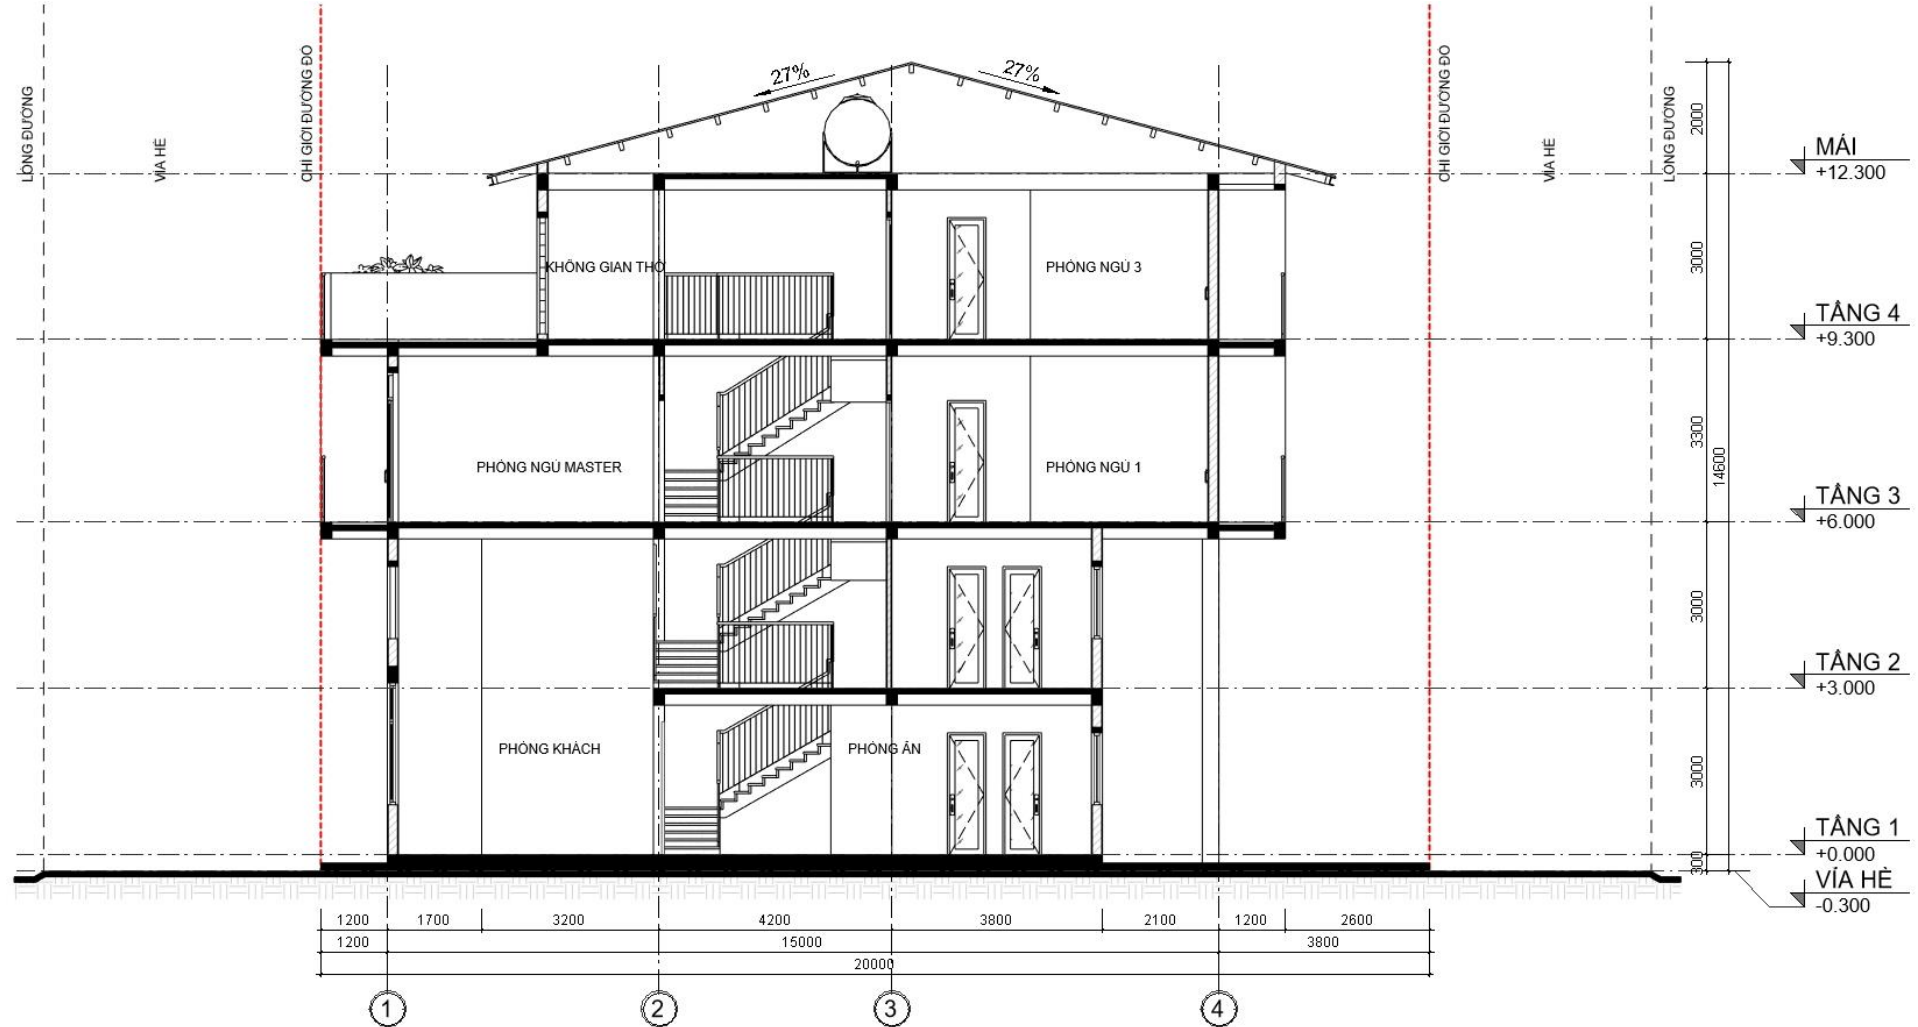 27%
27%
LÒNG ĐƯỜNG
VỈA HÈ
CHỈ GIỚI ĐƯỜNG ĐỎ
CHỈ GIỚI ĐƯỜNG ĐỎ
VỈA HÈ
LÒNG ĐƯỜNG
2000
MÁI
+12.300
KHÔNG GIAN THỜ
PHÒNG NGỦ 3
3000
TẦNG 4
+9.300
PHÒNG NGỦ MASTER
PHÒNG NGỦ 1
3300
14600
TẦNG 3
+6.000
3000
TẦNG 2
+3.000
PHÒNG KHÁCH
PHÒNG ĂN
3000
TẦNG 1
+0.000
300
VỈA HÈ
-0.300
1200 1700 3200 4200 3800 2100 1200 2600
1200 15000 3800
20000
1 2 3 4